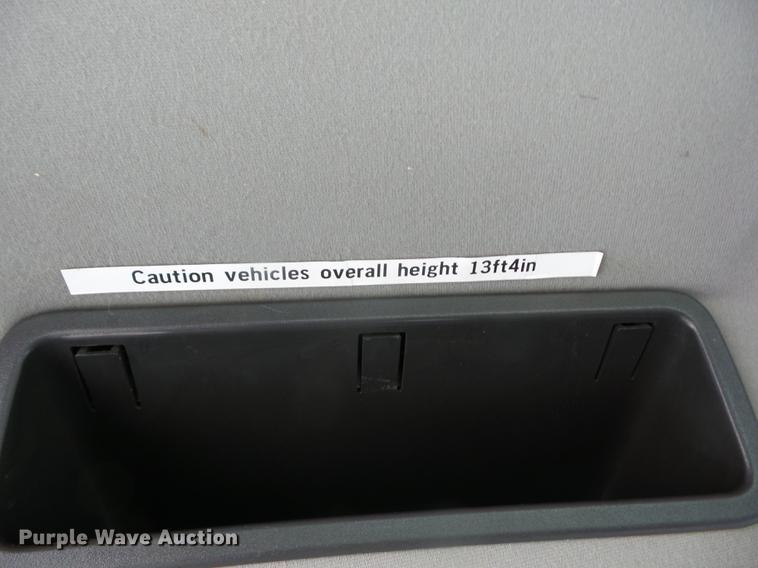 Caution vehicles overall height 13ft4in
Purple Wave Auction